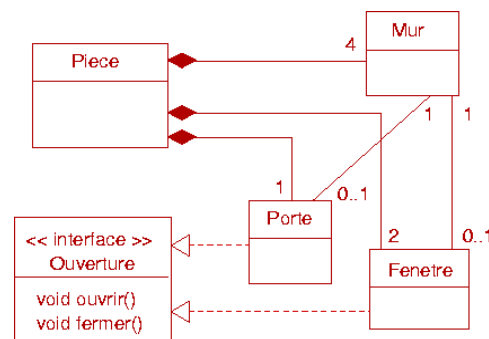 Mur
4
Piece
1
1
1
0..1
Porte
2
0..1
<< interface >>
Ouverture
Fenetre
void ouvrir()
void fermer()